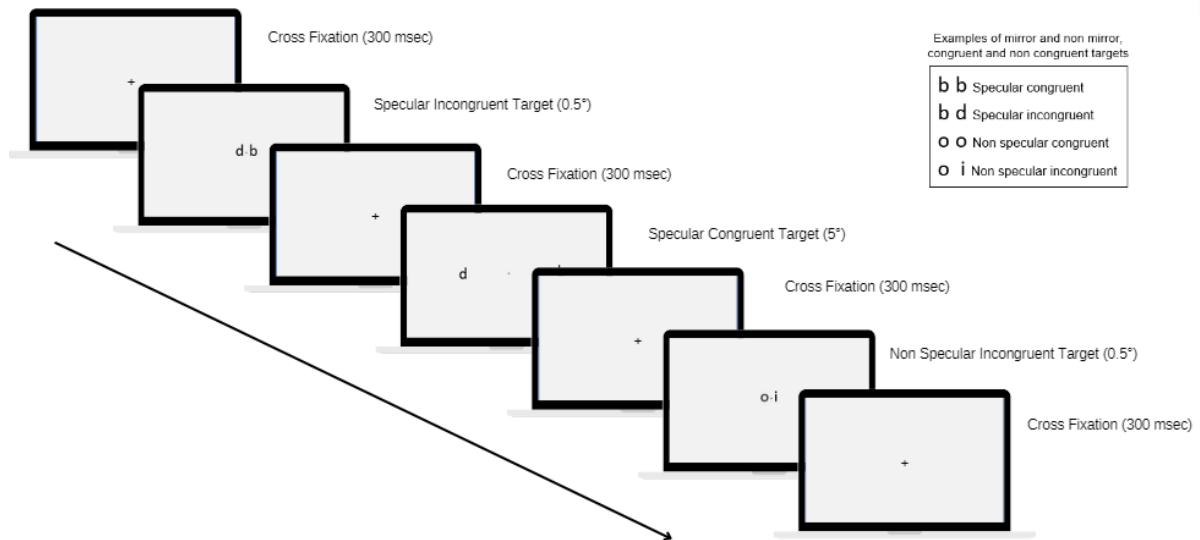 Cross Fixation (300 msec)
+
Specular Incongruent Target (0.5°)
d·b
Cross Fixation (300 msec)
+
Specular Congruent Target (5°)
d ·
Cross Fixation (300 msec)
+
Non Specular Incongruent Target (0.5°)
o·i
Cross Fixation (300 msec)
+
Examples of mirror and non mirror,
congruent and non congruent targets
b b Specular congruent
b d Specular incongruent
o o Non specular congruent
o i Non specular incongruent